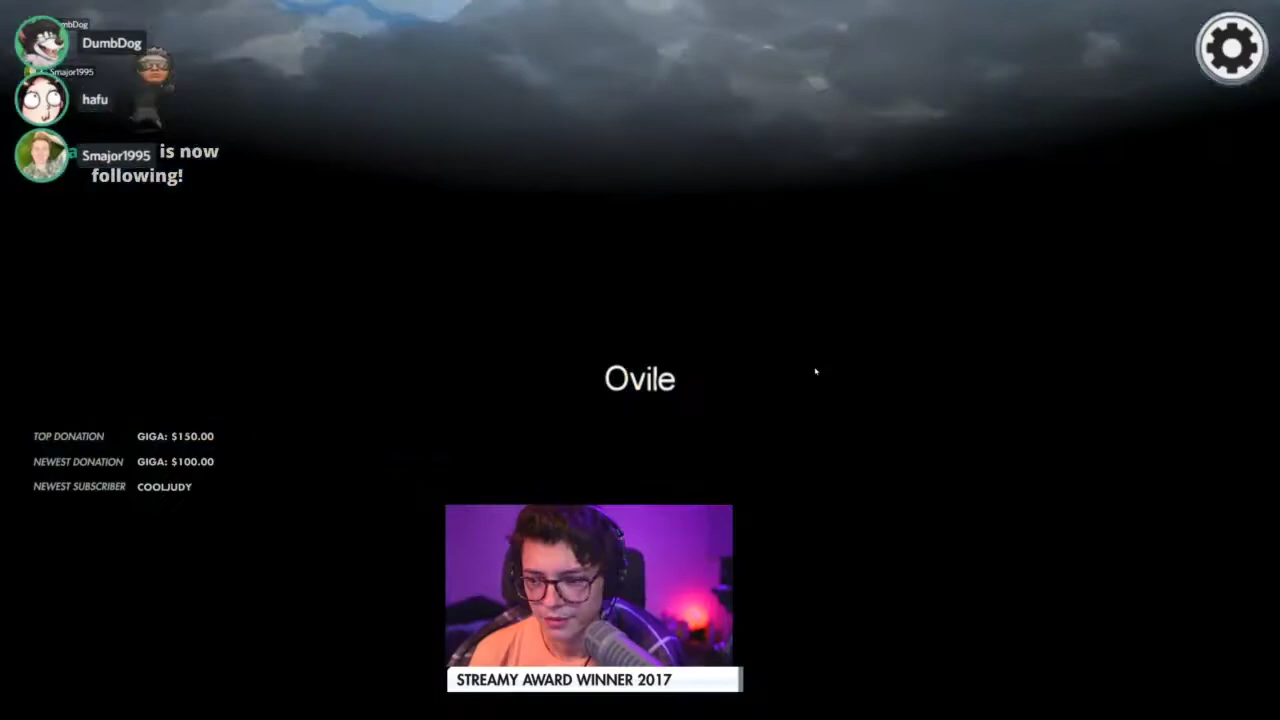 mbDog
DumbDog
Smajor1995
hafu
a Smajor1995 is now
following!
Ovile
TOP DONATION GIGA: $150.00
NEWEST DONATION GIGA: $100.00
NEWEST SUBSCRIBER COOLJUDY
STREAMY AWARD WINNER 2017